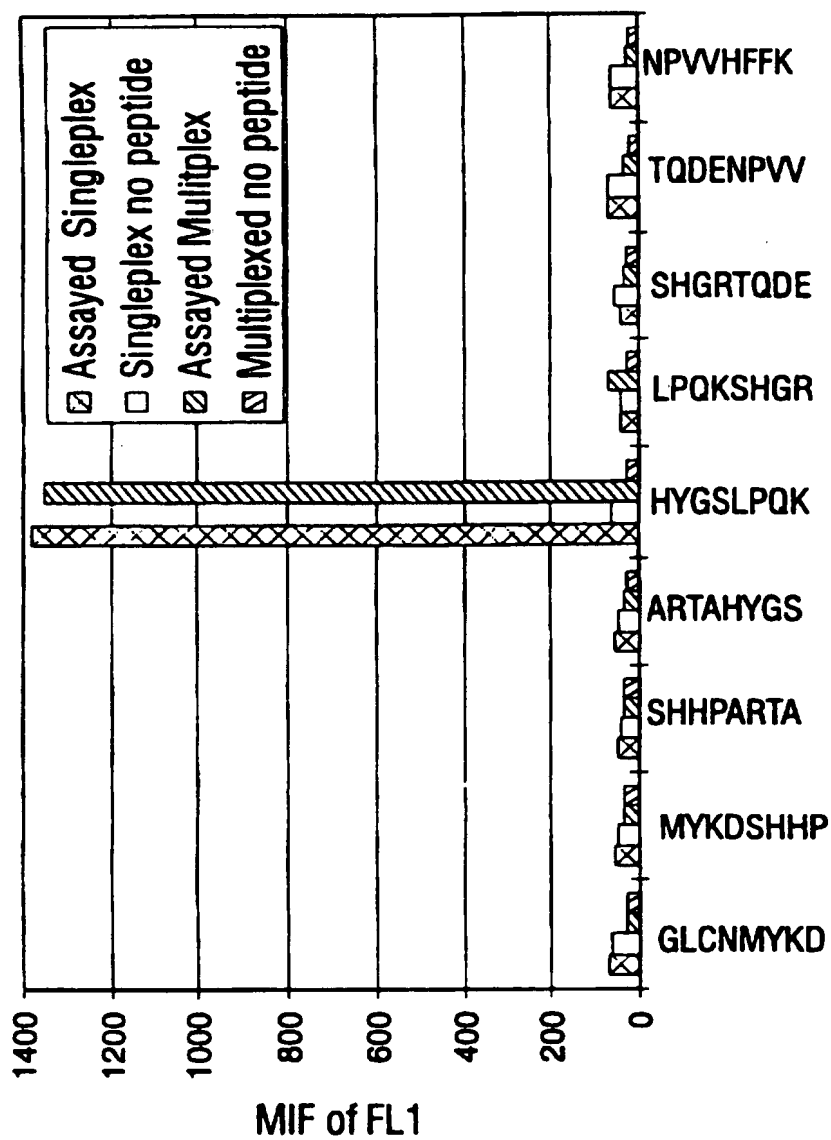 Assayed Singleplex
Singleplex no peptide
Assayed Mulitplex
Multiplexed no peptide
MIF of FL1
1400
1200
1000
800
600
400
200
0
GLCNMYKD
MYKDSHHP
SHHPARTA
ARTAHYGS
HYGSLPQK
LPQKSHGR
SHGRTQDE
TQDENPVV
NPVVHFFK